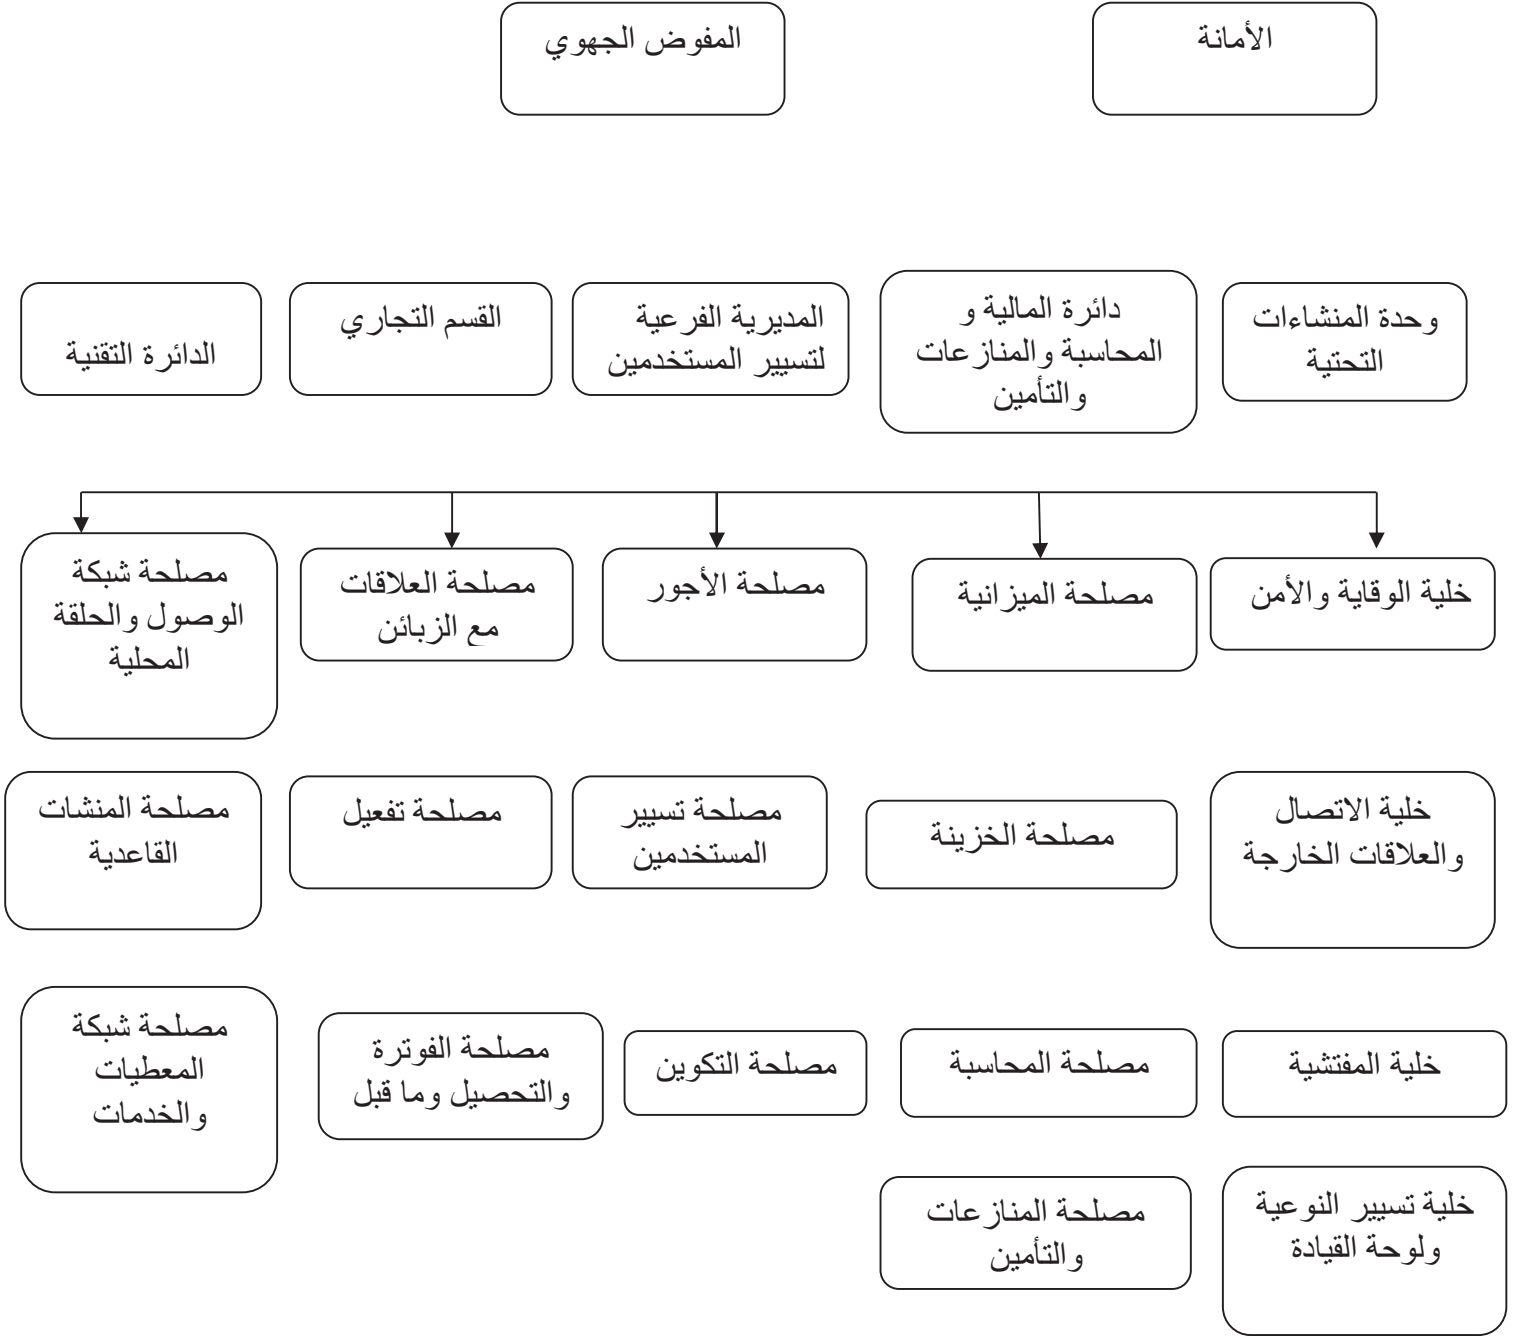 الأمانة
المفوض الجهوي
وحدة المنشاءات
التحتية
دائرة المالية و
المحاسبة والمنازعات
والتأمين
المديرية الفرعية
لتسيير المستخدمين
القسم التجاري
الدائرة التقنية
خلية الوقاية والأمن
مصلحة الميزانية
مصلحة الأجور
مصلحة العلاقات
مع الزبائن
مصلحة شبكة
الوصول والحلقة
المحلية
خلية الاتصال
والعلاقات الخارجة
مصلحة الخزينة
مصلحة تسيير
المستخدمين
مصلحة تفعيل
مصلحة المنشات
القاعدية
خلية المفتشية
مصلحة المحاسبة
مصلحة التكوين
مصلحة الفوترة
والتحصيل وما قبل
مصلحة شبكة
المعطيات
والخدمات
خلية تسيير النوعية
ولوحة القيادة
مصلحة المنازعات
والتأمين